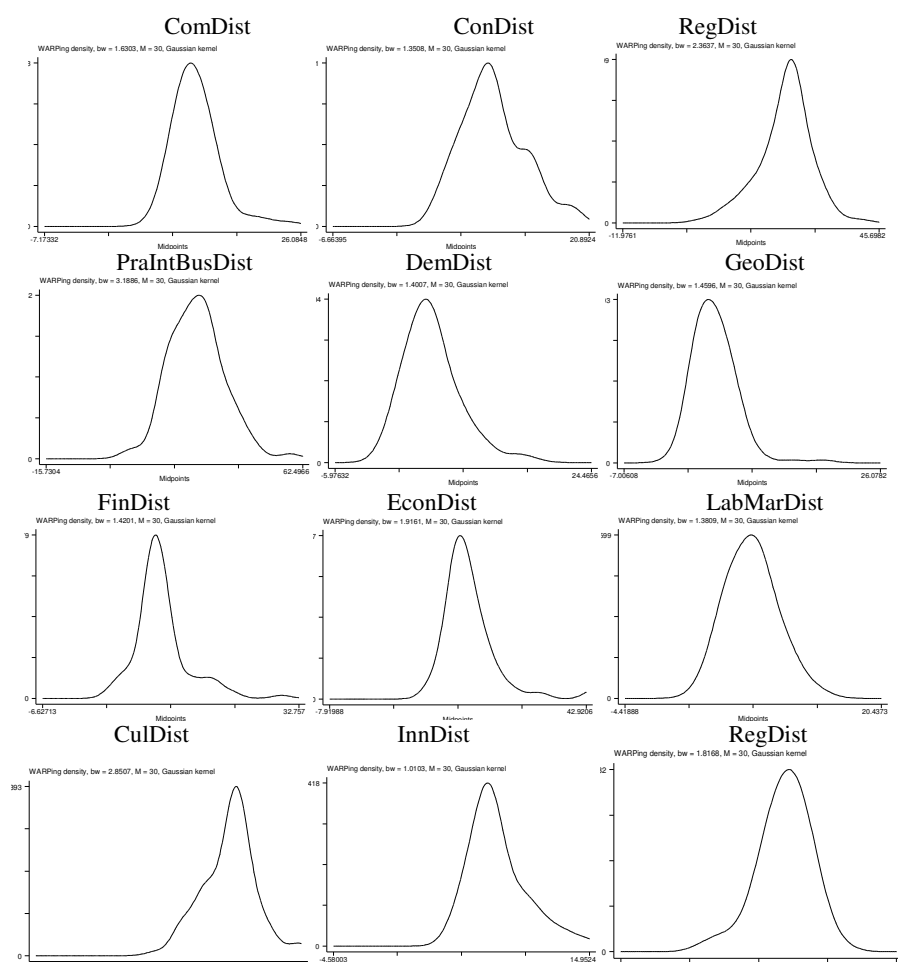 ComDist ConDist RegDist
WARPing density, bw = 1.6303, M = 30, Gaussian kernel WARPing density, bw = 1.3508, M = 30, Gaussian kernel WARPing density, bw = 2.3637, M = 30, Gaussian kernel
-7.17332 26.0848 -6.66395 20.8924 -11.9761 45.6982
Midpoints Midpoints Midpoints
PraIntBusDist DemDist GeoDist
WARPing density, bw = 3.1886, M = 30, Gaussian kernel WARPing density, bw = 1.4007, M = 30, Gaussian kernel WARPing density, bw = 1.4596, M = 30, Gaussian kernel
2
0 0 0
-15.7304 62.4966 -5.97632 24.4656 -7.00608 26.0782
Midpoints Midpoints Midpoints
FinDist EconDist LabMarDist
WARPing density, bw = 1.4201, M = 30, Gaussian kernel WARPing density, bw = 1.9161, M = 30, Gaussian kernel WARPing density, bw = 1.3809, M = 30, Gaussian kernel
9 7 599
0 0
-6.62713 32.757 -7.91988 42.9206 -4.41888 20.4373
Midpoints Midpoints Midpoints
CulDist InnDist RegDist
WARPing density, bw = 2.8507, M = 30, Gaussian kernel WARPing density, bw = 1.0103, M = 30, Gaussian kernel WARPing density, bw = 1.8168, M = 30, Gaussian kernel
393 418
0 0 0
-4.58003 14.9524